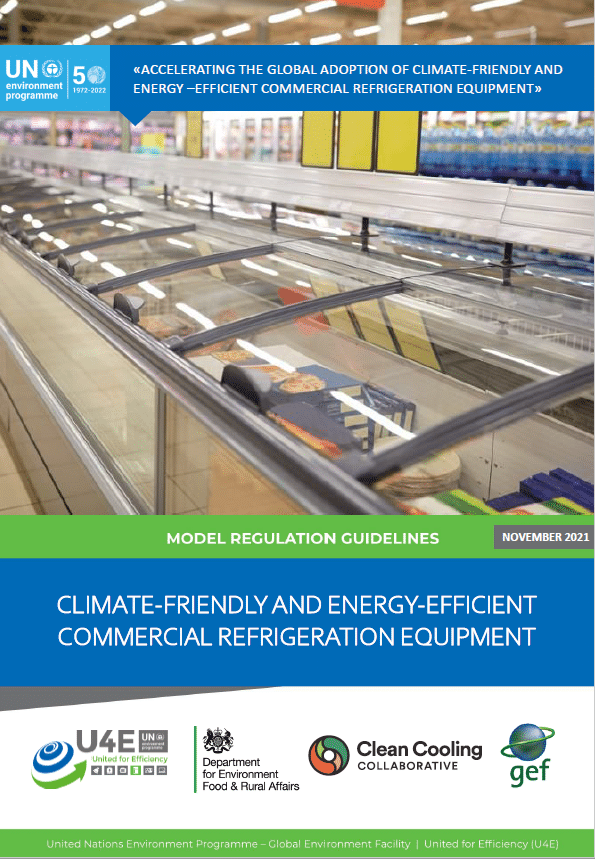 UN
environment
programme
50
1972-2022
«ACCELERATING THE GLOBAL ADOPTION OF CLIMATE-FRIENDLY AND
ENERGY –EFFICIENT COMMERCIAL REFRIGERATION EQUIPMENT»
MODEL REGULATION GUIDELINES
NOVEMBER 2021
CLIMATE-FRIENDLY AND ENERGY-EFFICIENT
COMMERCIAL REFRIGERATION EQUIPMENT
U4E
UN
environment
programme
United for Efficiency
Department
for Environment
Food & Rural Affairs
Clean Cooling
COLLABORATIVE
gef
United Nations Environment Programme – Global Environment Facility | United for Efficiency (U4E)